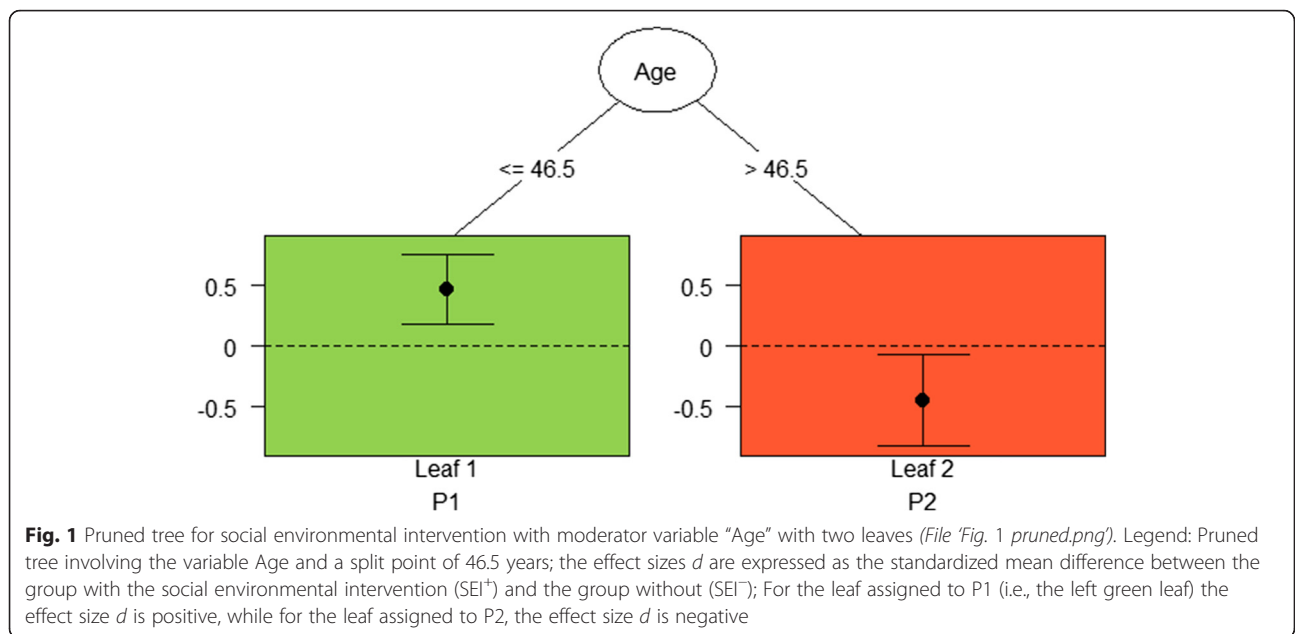 Age
<= 46.5 > 46.5
0.5 0.5
0 0
-0.5 -0.5
Leaf 1 Leaf 2
P1 P2
Fig. 1 Pruned tree for social environmental intervention with moderator variable “Age” with two leaves (File ‘Fig. 1 pruned.png’). Legend: Pruned
tree involving the variable Age and a split point of 46.5 years; the effect sizes d are expressed as the standardized mean difference between the
group with the social environmental intervention (SEI⁺) and the group without (SEI⁻); For the leaf assigned to P1 (i.e., the left green leaf) the
effect size d is positive, while for the leaf assigned to P2, the effect size d is negative